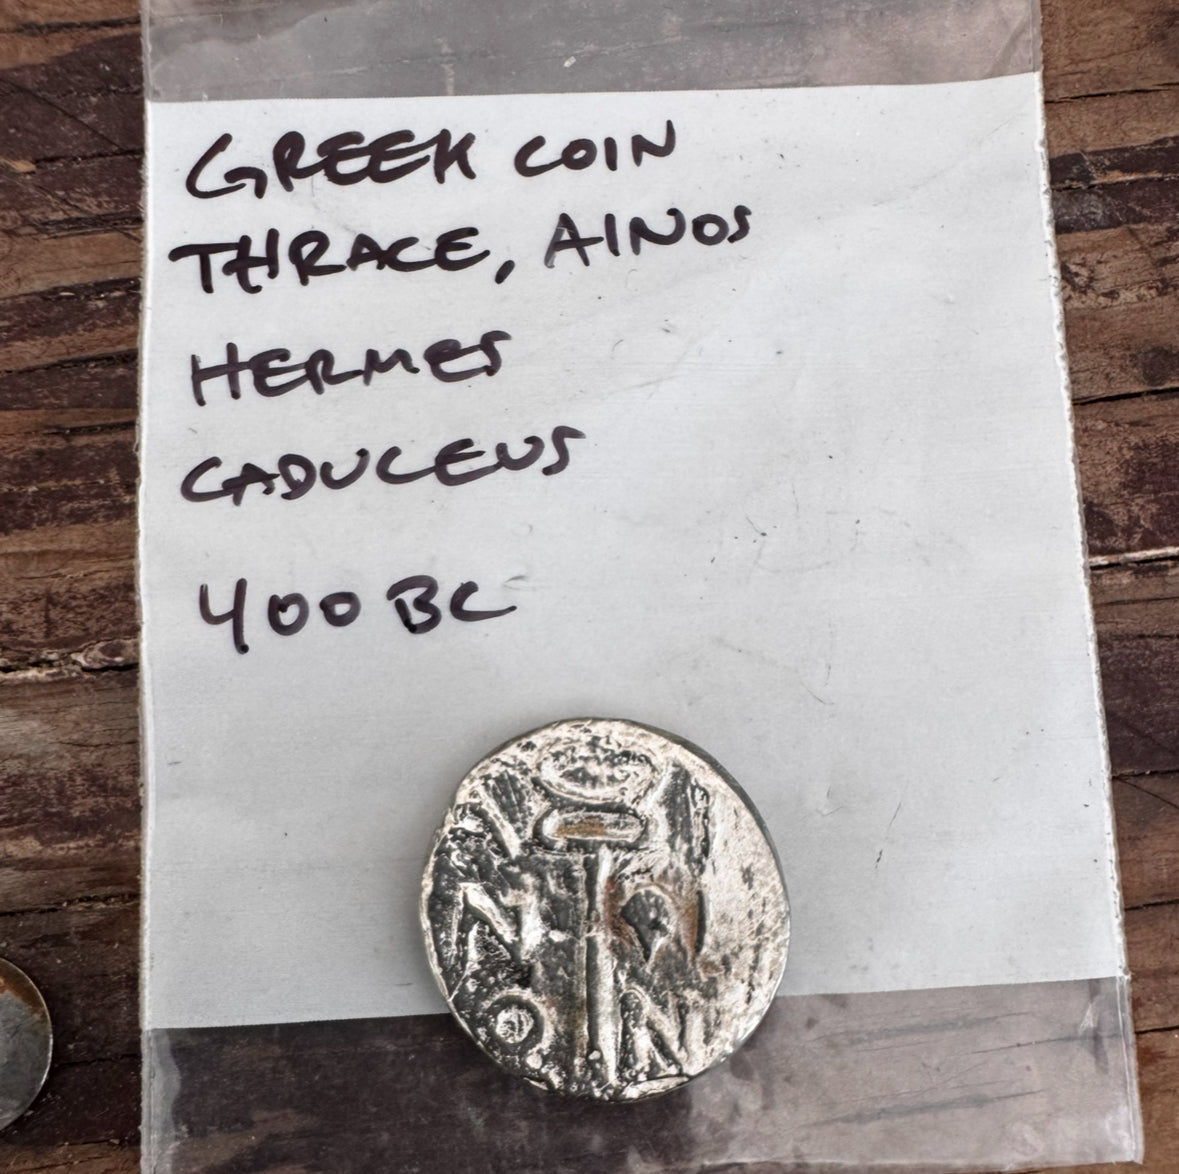 GREEK COIN
THRACE, AINOS
HERMES
CADUCEUS
400 BC
N
O N